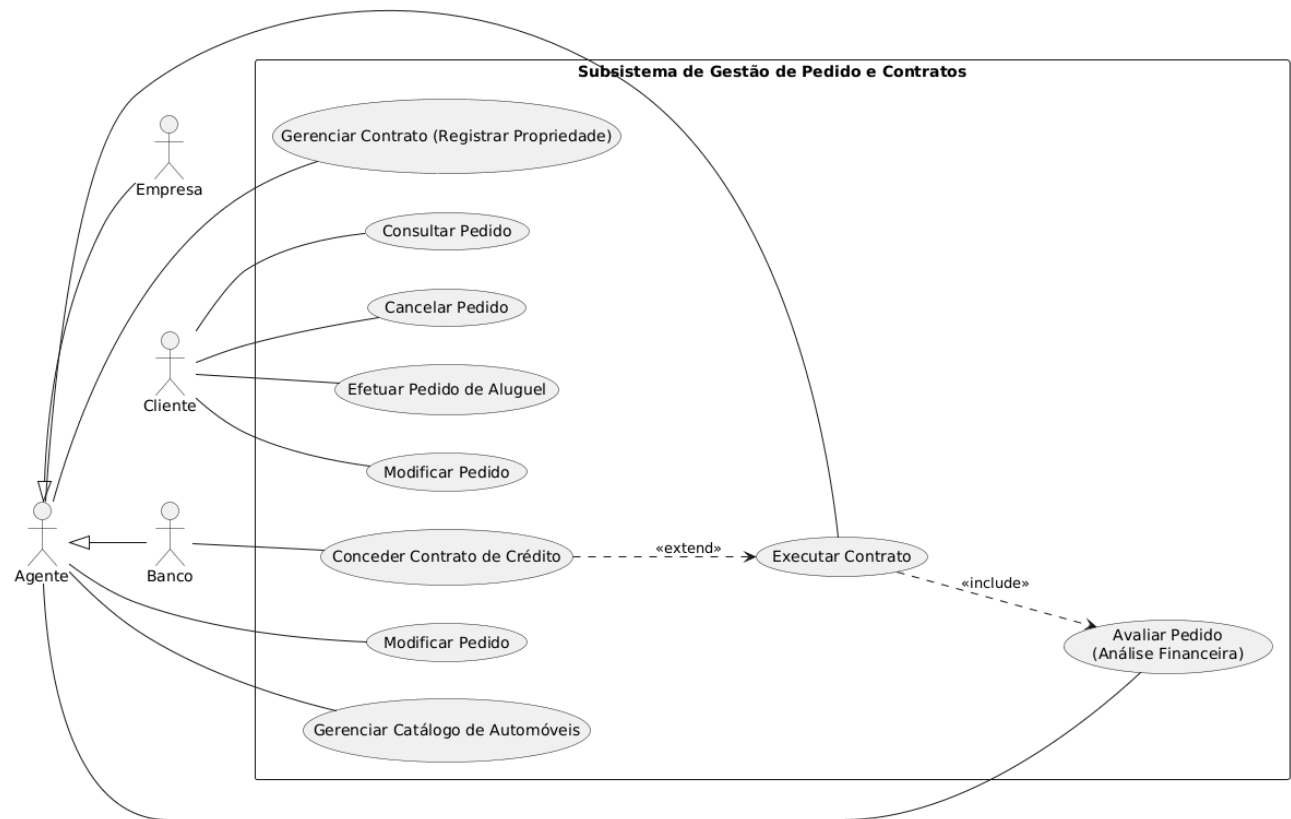 Subsistema de Gestão de Pedido e Contratos
Gerenciar Contrato (Registrar Propriedade)
Empresa
Consultar Pedido
Cancelar Pedido
Efetuar Pedido de Aluguel
Cliente
Modificar Pedido
Conceder Contrato de Crédito
«extend»
Executar Contrato
Agente
Banco
«include»
Modificar Pedido
Avaliar Pedido
(Análise Financeira)
Gerenciar Catálogo de Automóveis